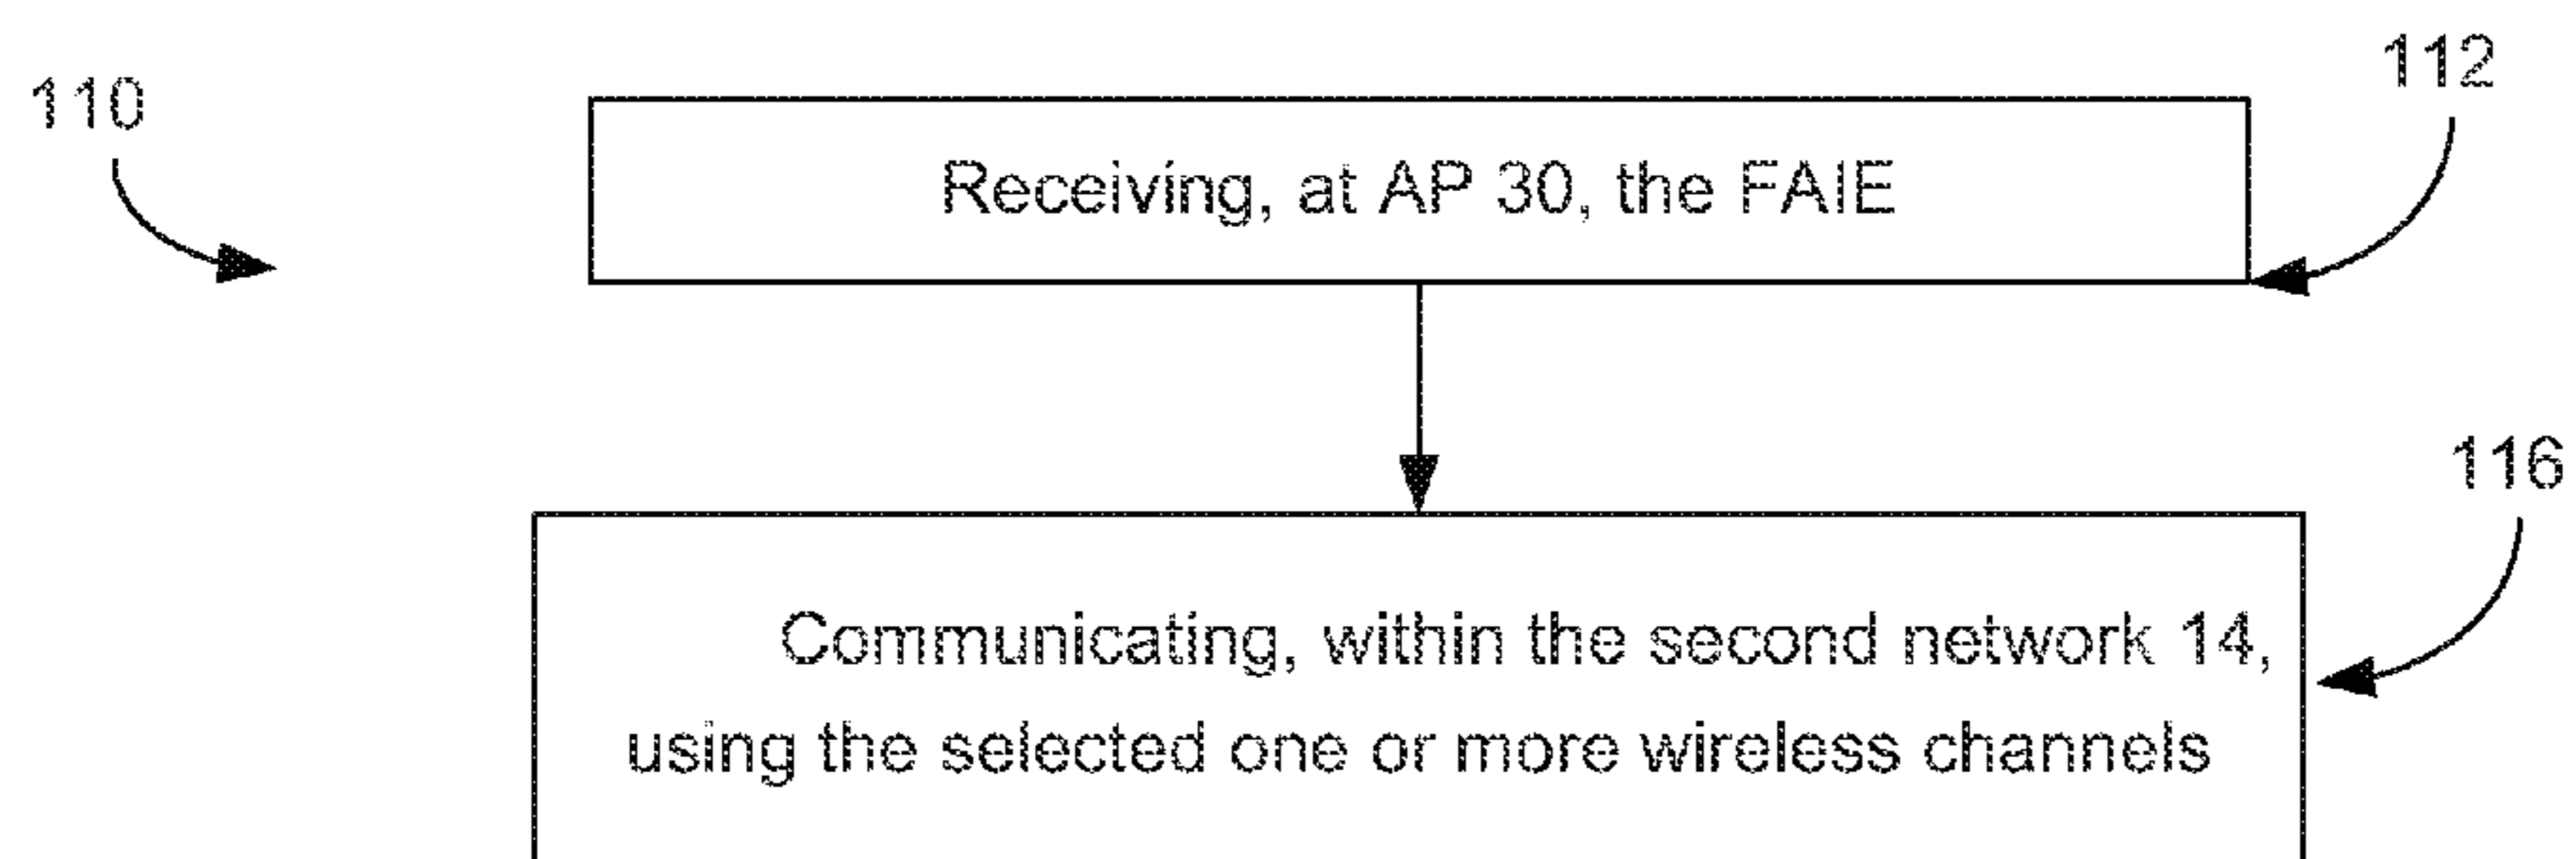 110
112
Receiving, at AP 30, the FAIE
116
Communicating, within the second network 14,
using the selected one or more wireless channels